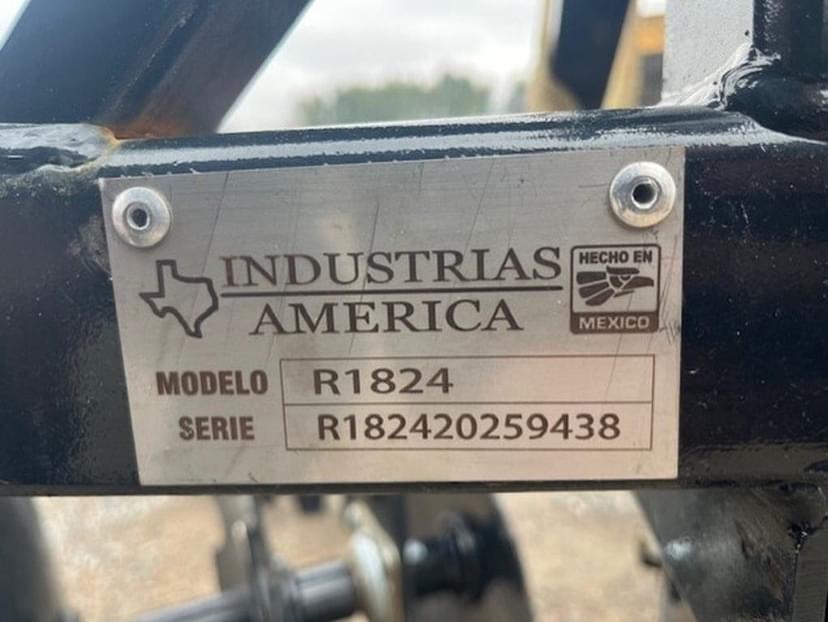 INDUSTRIAS
AMERICA
HECHO EN
MEXICO
MODELO R1824
SERIE R182420259438